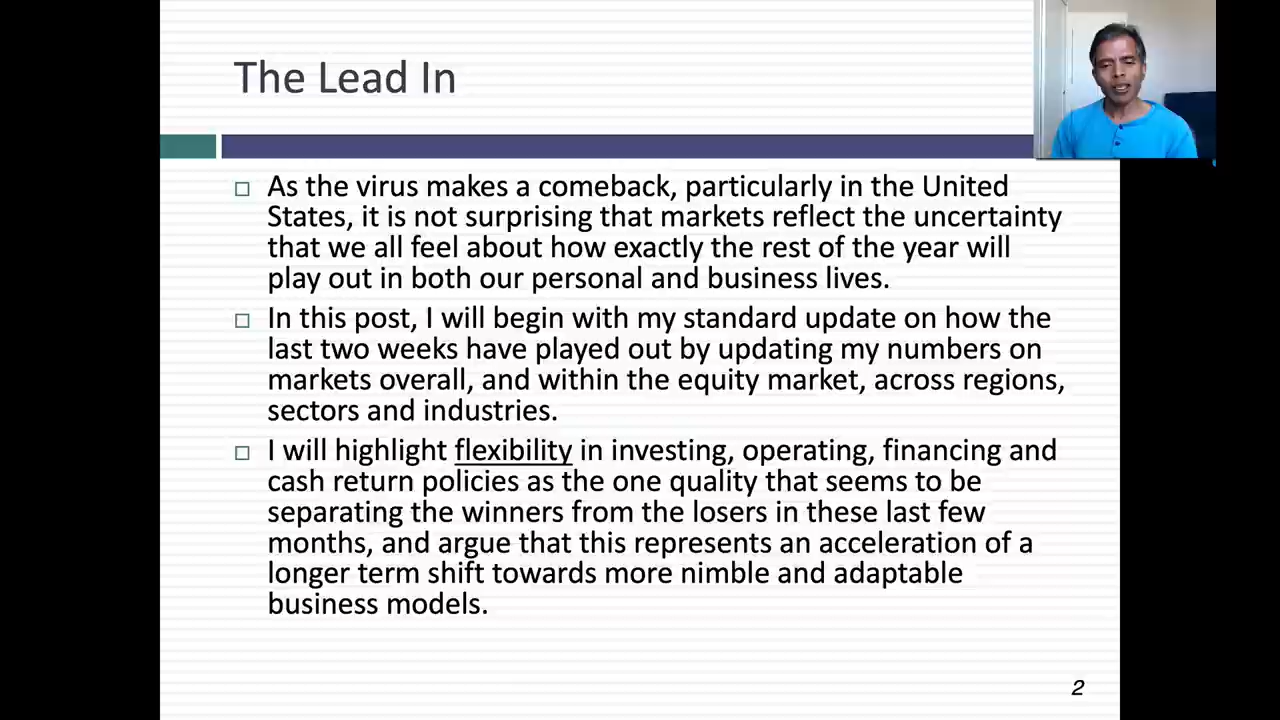 The Lead In
As the virus makes a comeback, particularly in the United
States, it is not surprising that markets reflect the uncertainty
that we all feel about how exactly the rest of the year will
play out in both our personal and business lives.
In this post, I will begin with my standard update on how the
last two weeks have played out by updating my numbers on
markets overall, and within the equity market, across regions,
sectors and industries.
I will highlight flexibility in investing, operating, financing and
cash return policies as the one quality that seems to be
separating the winners from the losers in these last few
months, and argue that this represents an acceleration of a
longer term shift towards more nimble and adaptable
business models.
2